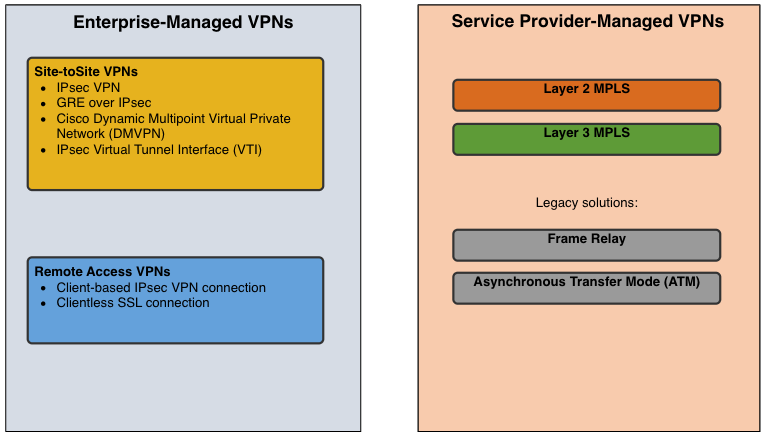 Enterprise-Managed VPNs
Site-toSite VPNs
• IPsec VPN
• GRE over IPsec
• Cisco Dynamic Multipoint Virtual Private
Network (DMVPN)
• IPsec Virtual Tunnel Interface (VTI)
Remote Access VPNs
• Client-based IPsec VPN connection
• Clientless SSL connection
Service Provider-Managed VPNs
Layer 2 MPLS
Layer 3 MPLS
Legacy solutions:
Frame Relay
Asynchronous Transfer Mode (ATM)